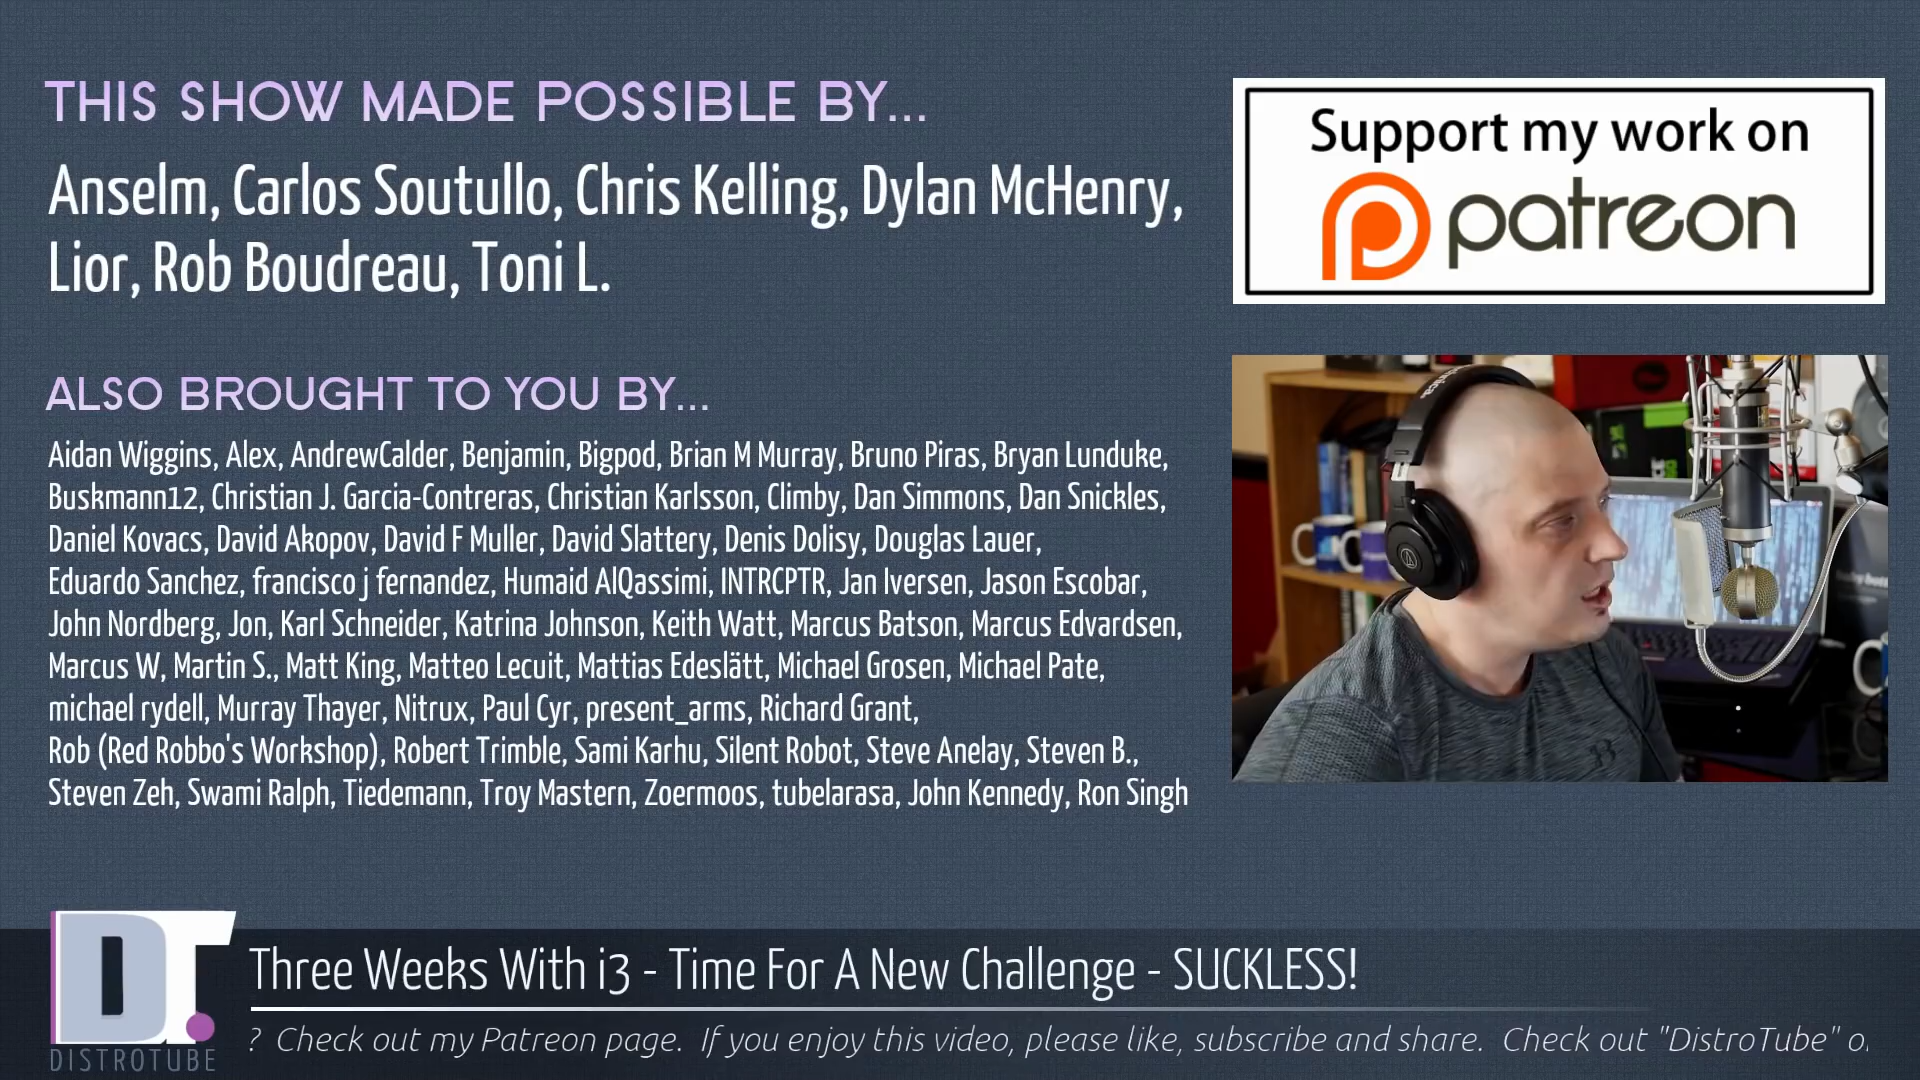 THIS SHOW MADE POSSIBLE BY...
Anselm, Carlos Soutullo, Chris Kelling, Dylan McHenry,
Lior, Rob Boudreau, Toni L.
ALSO BROUGHT TO YOU BY...
Aidan Wiggins, Alex, AndrewCalder, Benjamin, Bigpod, Brian M Murray, Bruno Piras, Bryan Lunduke,
Buskmann12, Christian J. Garcia-Contreras, Christian Karlsson, Climby, Dan Simmons, Dan Snickles,
Daniel Kovacs, David Akopov, David F Muller, David Slattery, Denis Dolisy, Douglas Lauer,
Eduardo Sanchez, francisco j fernandez, Humaid AlQassimi, INTRCPTR, Jan Iversen, Jason Escobar,
John Nordberg, Jon, Karl Schneider, Katrina Johnson, Keith Watt, Marcus Batson, Marcus Edvardsen,
Marcus W, Martin S., Matt King, Matteo Lecuit, Mattias Edeslätt, Michael Grosen, Michael Pate,
michael rydell, Murray Thayer, Nitrux, Paul Cyr, present_arms, Richard Grant,
Rob (Red Robbo's Workshop), Robert Trimble, Sami Karhu, Silent Robot, Steve Anelay, Steven B.,
Steven Zeh, Swami Ralph, Tiedemann, Troy Mastern, Zoermoos, tubelarasa, John Kennedy, Ron Singh
Support my work on
patreon
DT.
DISTROTUBE
Three Weeks With i3 - Time For A New Challenge - SUCKLESS!
? Check out my Patreon page. If you enjoy this video, please like, subscribe and share. Check out "DistroTube"